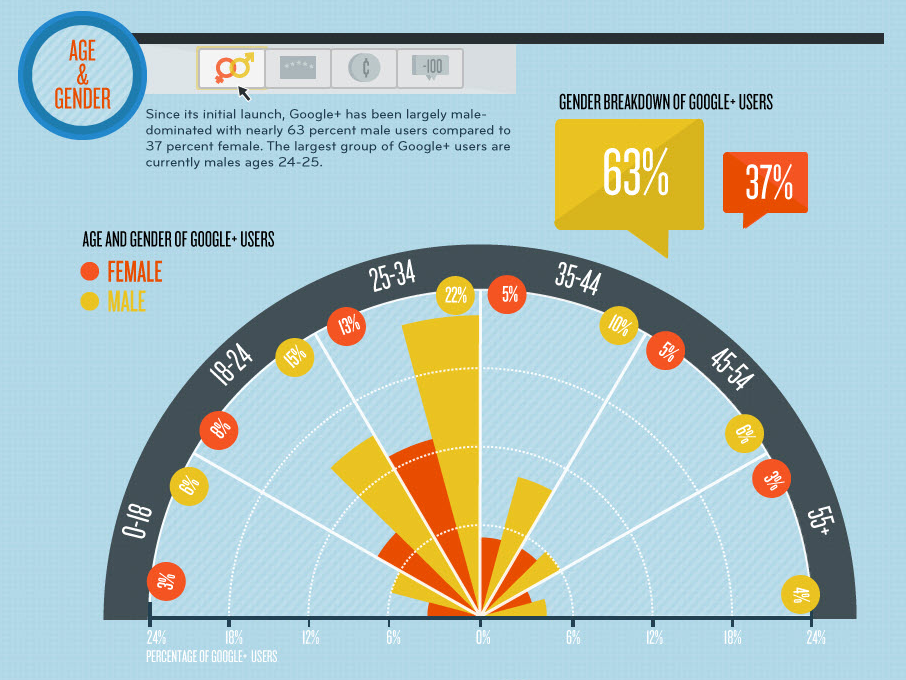 AGE
&
GENDER
¢
-100
Since its initial launch, Google+ has been largely male-
dominated with nearly 63 percent male users compared to
37 percent female. The largest group of Google+ users are
currently males ages 24-25.
GENDER BREAKDOWN OF GOOGLE+ USERS
63%
37%
AGE AND GENDER OF GOOGLE+ USERS
FEMALE
MALE
0-18
18-24
25-34
35-44
45-54
55+
3%
6%
8%
15%
13%
22%
5%
10%
5%
6%
3%
4%
24%
18%
12%
6%
0%
6%
12%
18%
24%
PERCENTAGE OF GOOGLE+ USERS